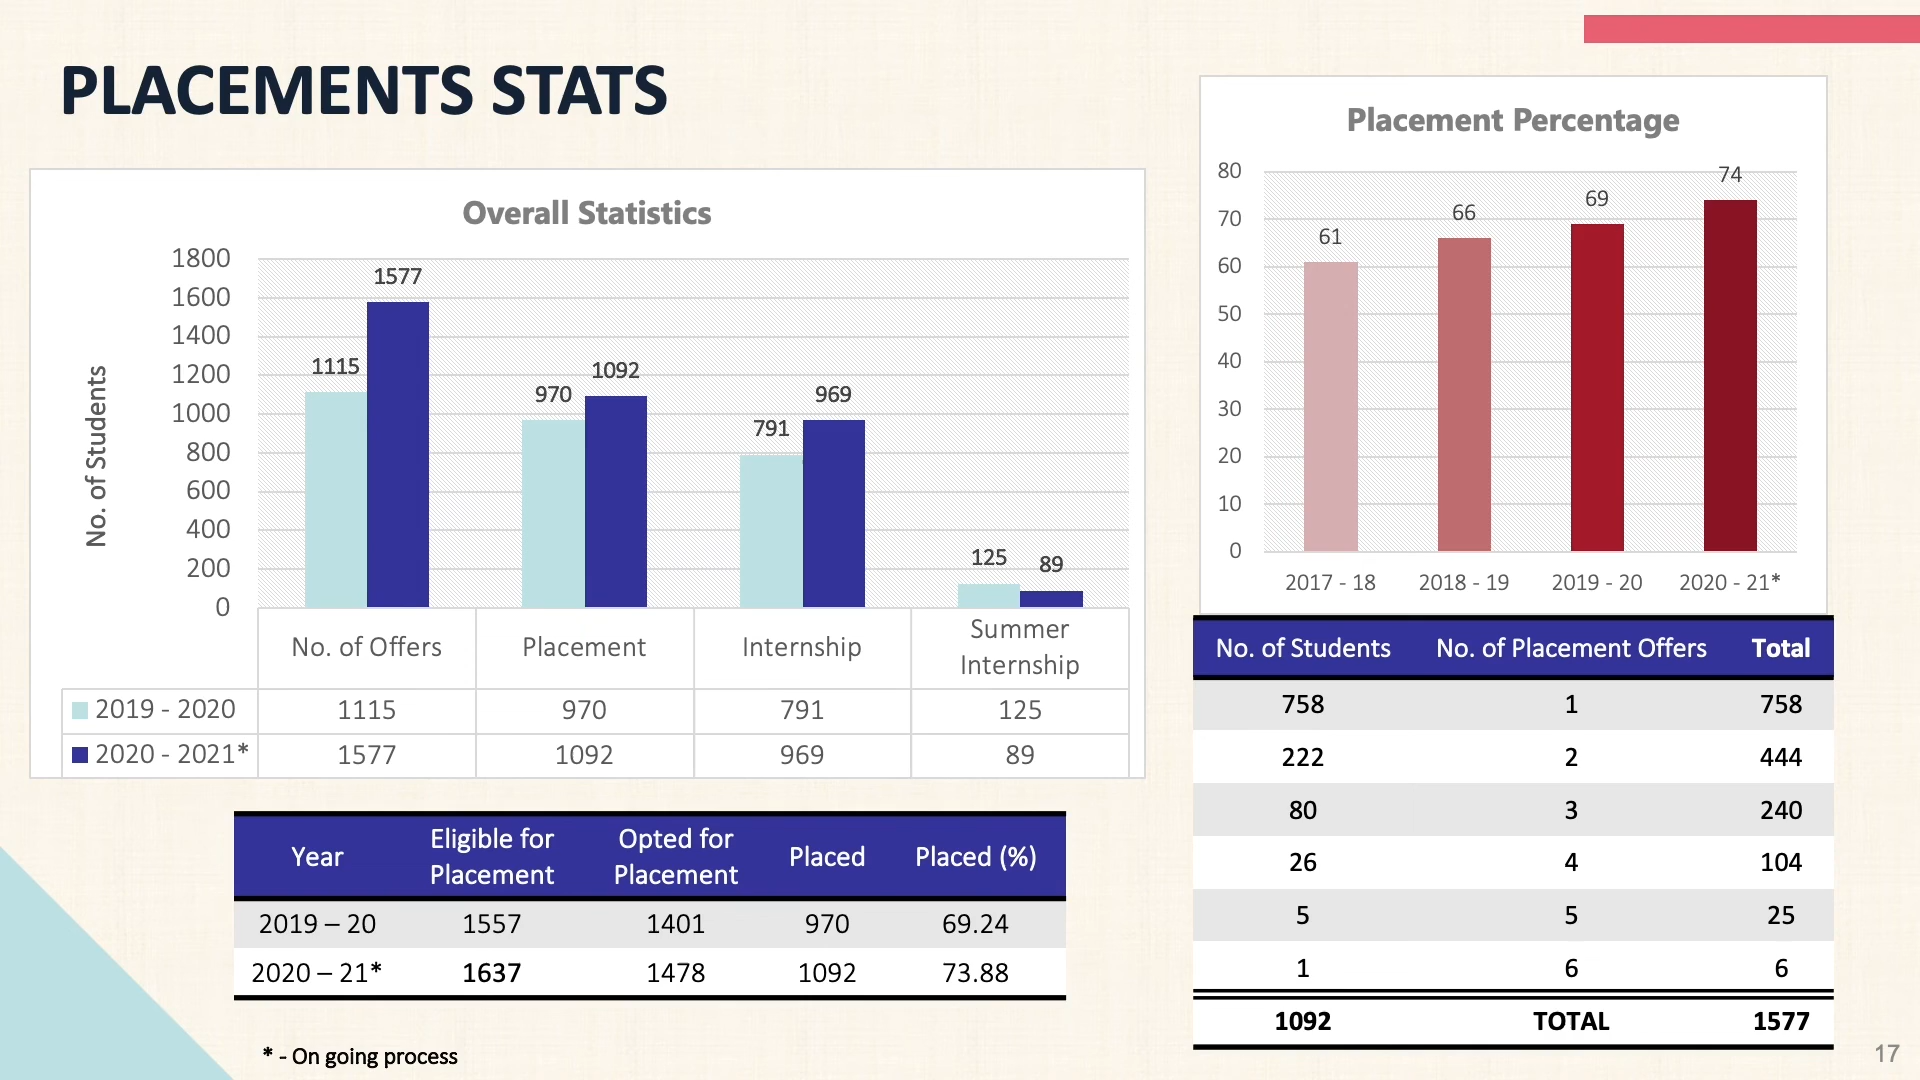 PLACEMENTS STATS
Overall Statistics
No. of Students
1800
1600
1400
1200
1000
800
600
400
200
0
1115
1577
970
1092
791
969
125
89
No. of Offers Placement Internship Summer Internship
2019 - 2020 1115 970 791 125
2020 - 2021* 1577 1092 969 89
Year Eligible for Placement Opted for Placement Placed Placed (%)
2019 – 20 1557 1401 970 69.24
2020 – 21* 1637 1478 1092 73.88
* - On going process
Placement Percentage
80
70
60
50
40
30
20
10
0
61
66
69
74
2017 - 18 2018 - 19 2019 - 20 2020 - 21*
No. of Students No. of Placement Offers Total
758 1 758
222 2 444
80 3 240
26 4 104
5 5 25
1 6 6
1092 TOTAL 1577
17